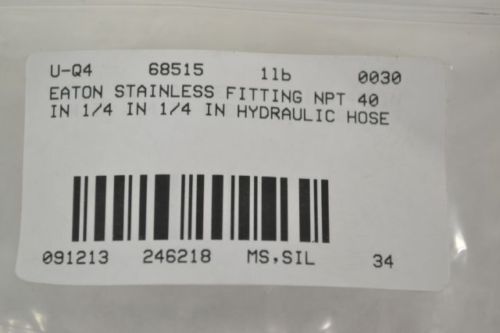 U-Q4 68515 1lb 0030
EATON STAINLESS FITTING NPT 40
IN 1/4 IN 1/4 IN HYDRAULIC HOSE
091213 246218 MS,SIL 34